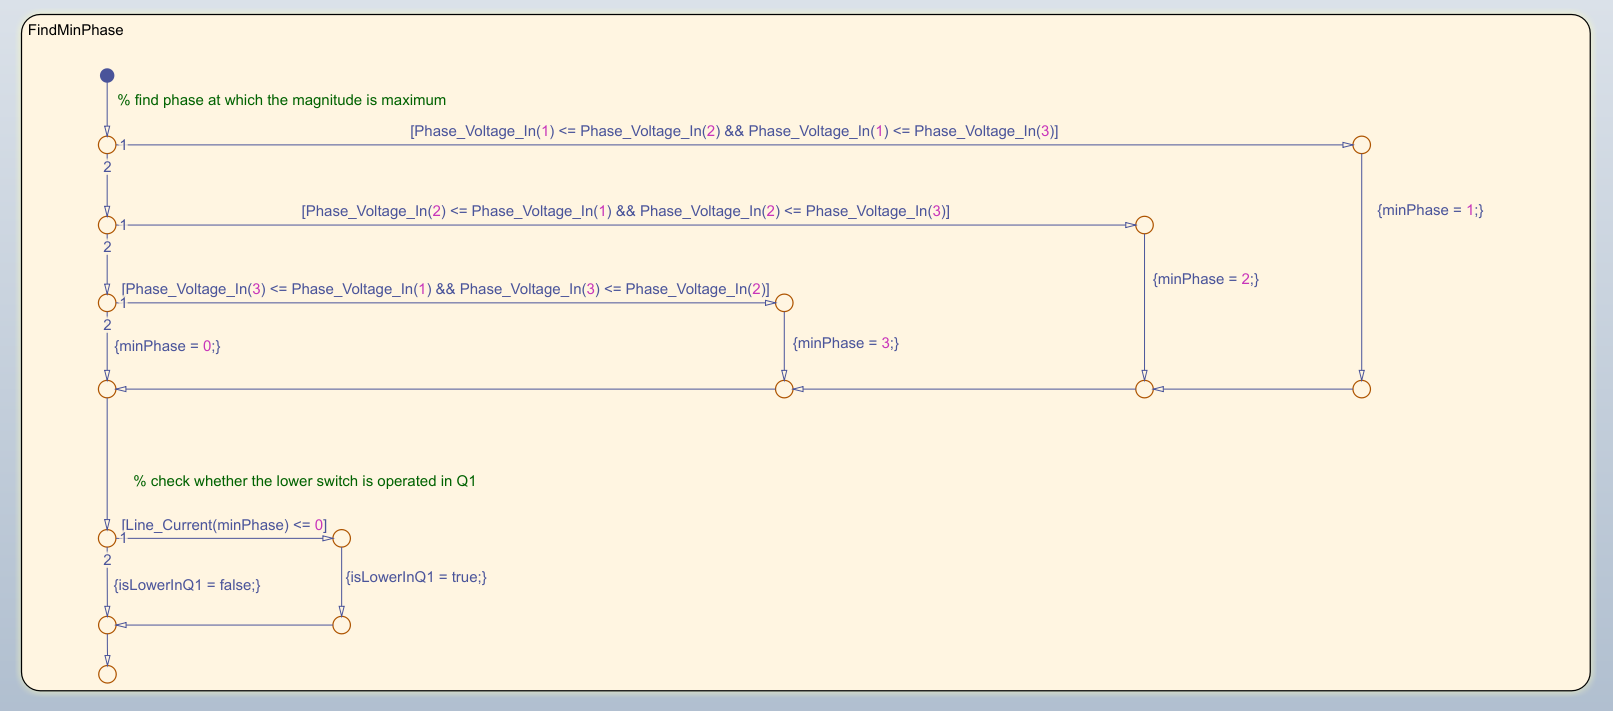 FindMinPhase
% find phase at which the magnitude is maximum
[Phase_Voltage_In(1) <= Phase_Voltage_In(2) && Phase_Voltage_In(1) <= Phase_Voltage_In(3)]
1
2
[Phase_Voltage_In(2) <= Phase_Voltage_In(1) && Phase_Voltage_In(2) <= Phase_Voltage_In(3)]
{minPhase = 1;}
1
2
{minPhase = 2;}
[Phase_Voltage_In(3) <= Phase_Voltage_In(1) && Phase_Voltage_In(3) <= Phase_Voltage_In(2)]
1
2
{minPhase = 0;}
{minPhase = 3;}
% check whether the lower switch is operated in Q1
[Line_Current(minPhase) <= 0]
1
2
{isLowerInQ1 = false;}
{isLowerInQ1 = true;}